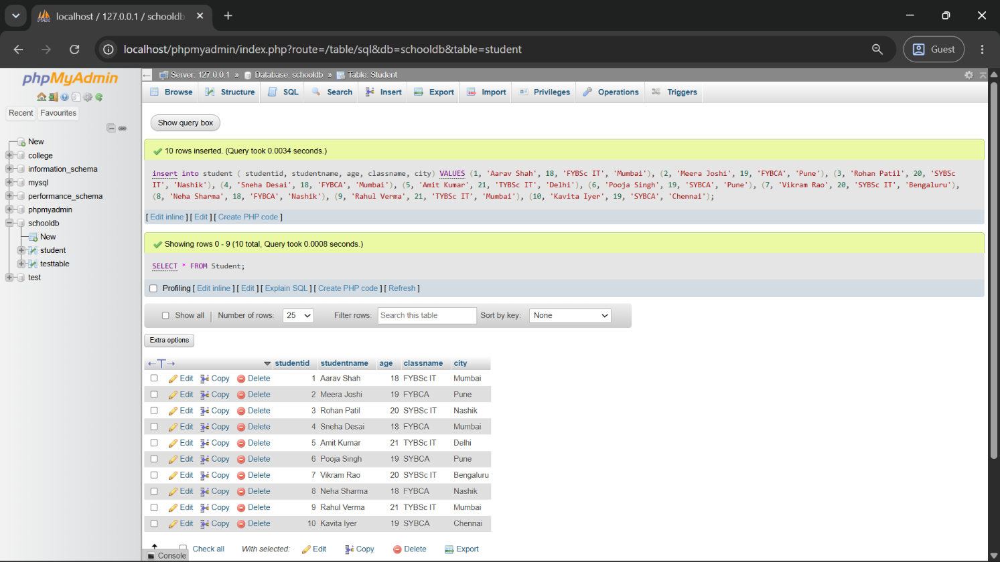 localhost / 127.0.0.1 / schooldb
localhost/phpmyadmin/index.php?route=/table/sql&db=schooldb&table=student
Guest
phpMyAdmin
Recent Favourites
New
college
information_schema
mysql
performance_schema
phpmyadmin
schooldb
New
student
testtable
test
Server: 127.0.0.1 » Database: schooldb » Table: Student
Browse Structure SQL Search Insert Export Import Privileges Operations Triggers
Show query box
10 rows inserted. (Query took 0.0034 seconds.)
insert into student ( studentid, studentname, age, classname, city) VALUES (1, 'Aarav Shah', 18, 'FYBSc IT', 'Mumbai'), (2, 'Meera Joshi', 19, 'FYBCA', 'Pune'), (3, 'Rohan Patil', 20, 'SYBSc
IT', 'Nashik'), (4, 'Sneha Desai', 18, 'FYBCA', 'Mumbai'), (5, 'Amit Kumar', 21, 'TYBSc IT', 'Delhi'), (6, 'Pooja Singh', 19, 'SYBCA', 'Pune'), (7, 'Vikram Rao', 20, 'SYBSc IT', 'Bengaluru'),
(8, 'Neha Sharma', 18, 'FYBCA', 'Nashik'), (9, 'Rahul Verma', 21, 'TYBSc IT', 'Mumbai'), (10, 'Kavita Iyer', 19, 'SYBCA', 'Chennai');
[ Edit inline ] [ Edit ] [ Create PHP code ]
Showing rows 0 - 9 (10 total, Query took 0.0008 seconds.)
SELECT * FROM Student;
Profiling [ Edit inline ] [ Edit ] [ Explain SQL ] [ Create PHP code ] [ Refresh ]
Show all | Number of rows: 25 Filter rows: Search this table Sort by key: None
Extra options
←T→ studentid studentname age classname city
Edit Copy Delete 1 Aarav Shah 18 FYBSc IT Mumbai
Edit Copy Delete 2 Meera Joshi 19 FYBCA Pune
Edit Copy Delete 3 Rohan Patil 20 SYBSc IT Nashik
Edit Copy Delete 4 Sneha Desai 18 FYBCA Mumbai
Edit Copy Delete 5 Amit Kumar 21 TYBSc IT Delhi
Edit Copy Delete 6 Pooja Singh 19 SYBCA Pune
Edit Copy Delete 7 Vikram Rao 20 SYBSc IT Bengaluru
Edit Copy Delete 8 Neha Sharma 18 FYBCA Nashik
Edit Copy Delete 9 Rahul Verma 21 TYBSc IT Mumbai
Edit Copy Delete 10 Kavita Iyer 19 SYBCA Chennai
Check all With selected: Edit Copy Delete Export
Console